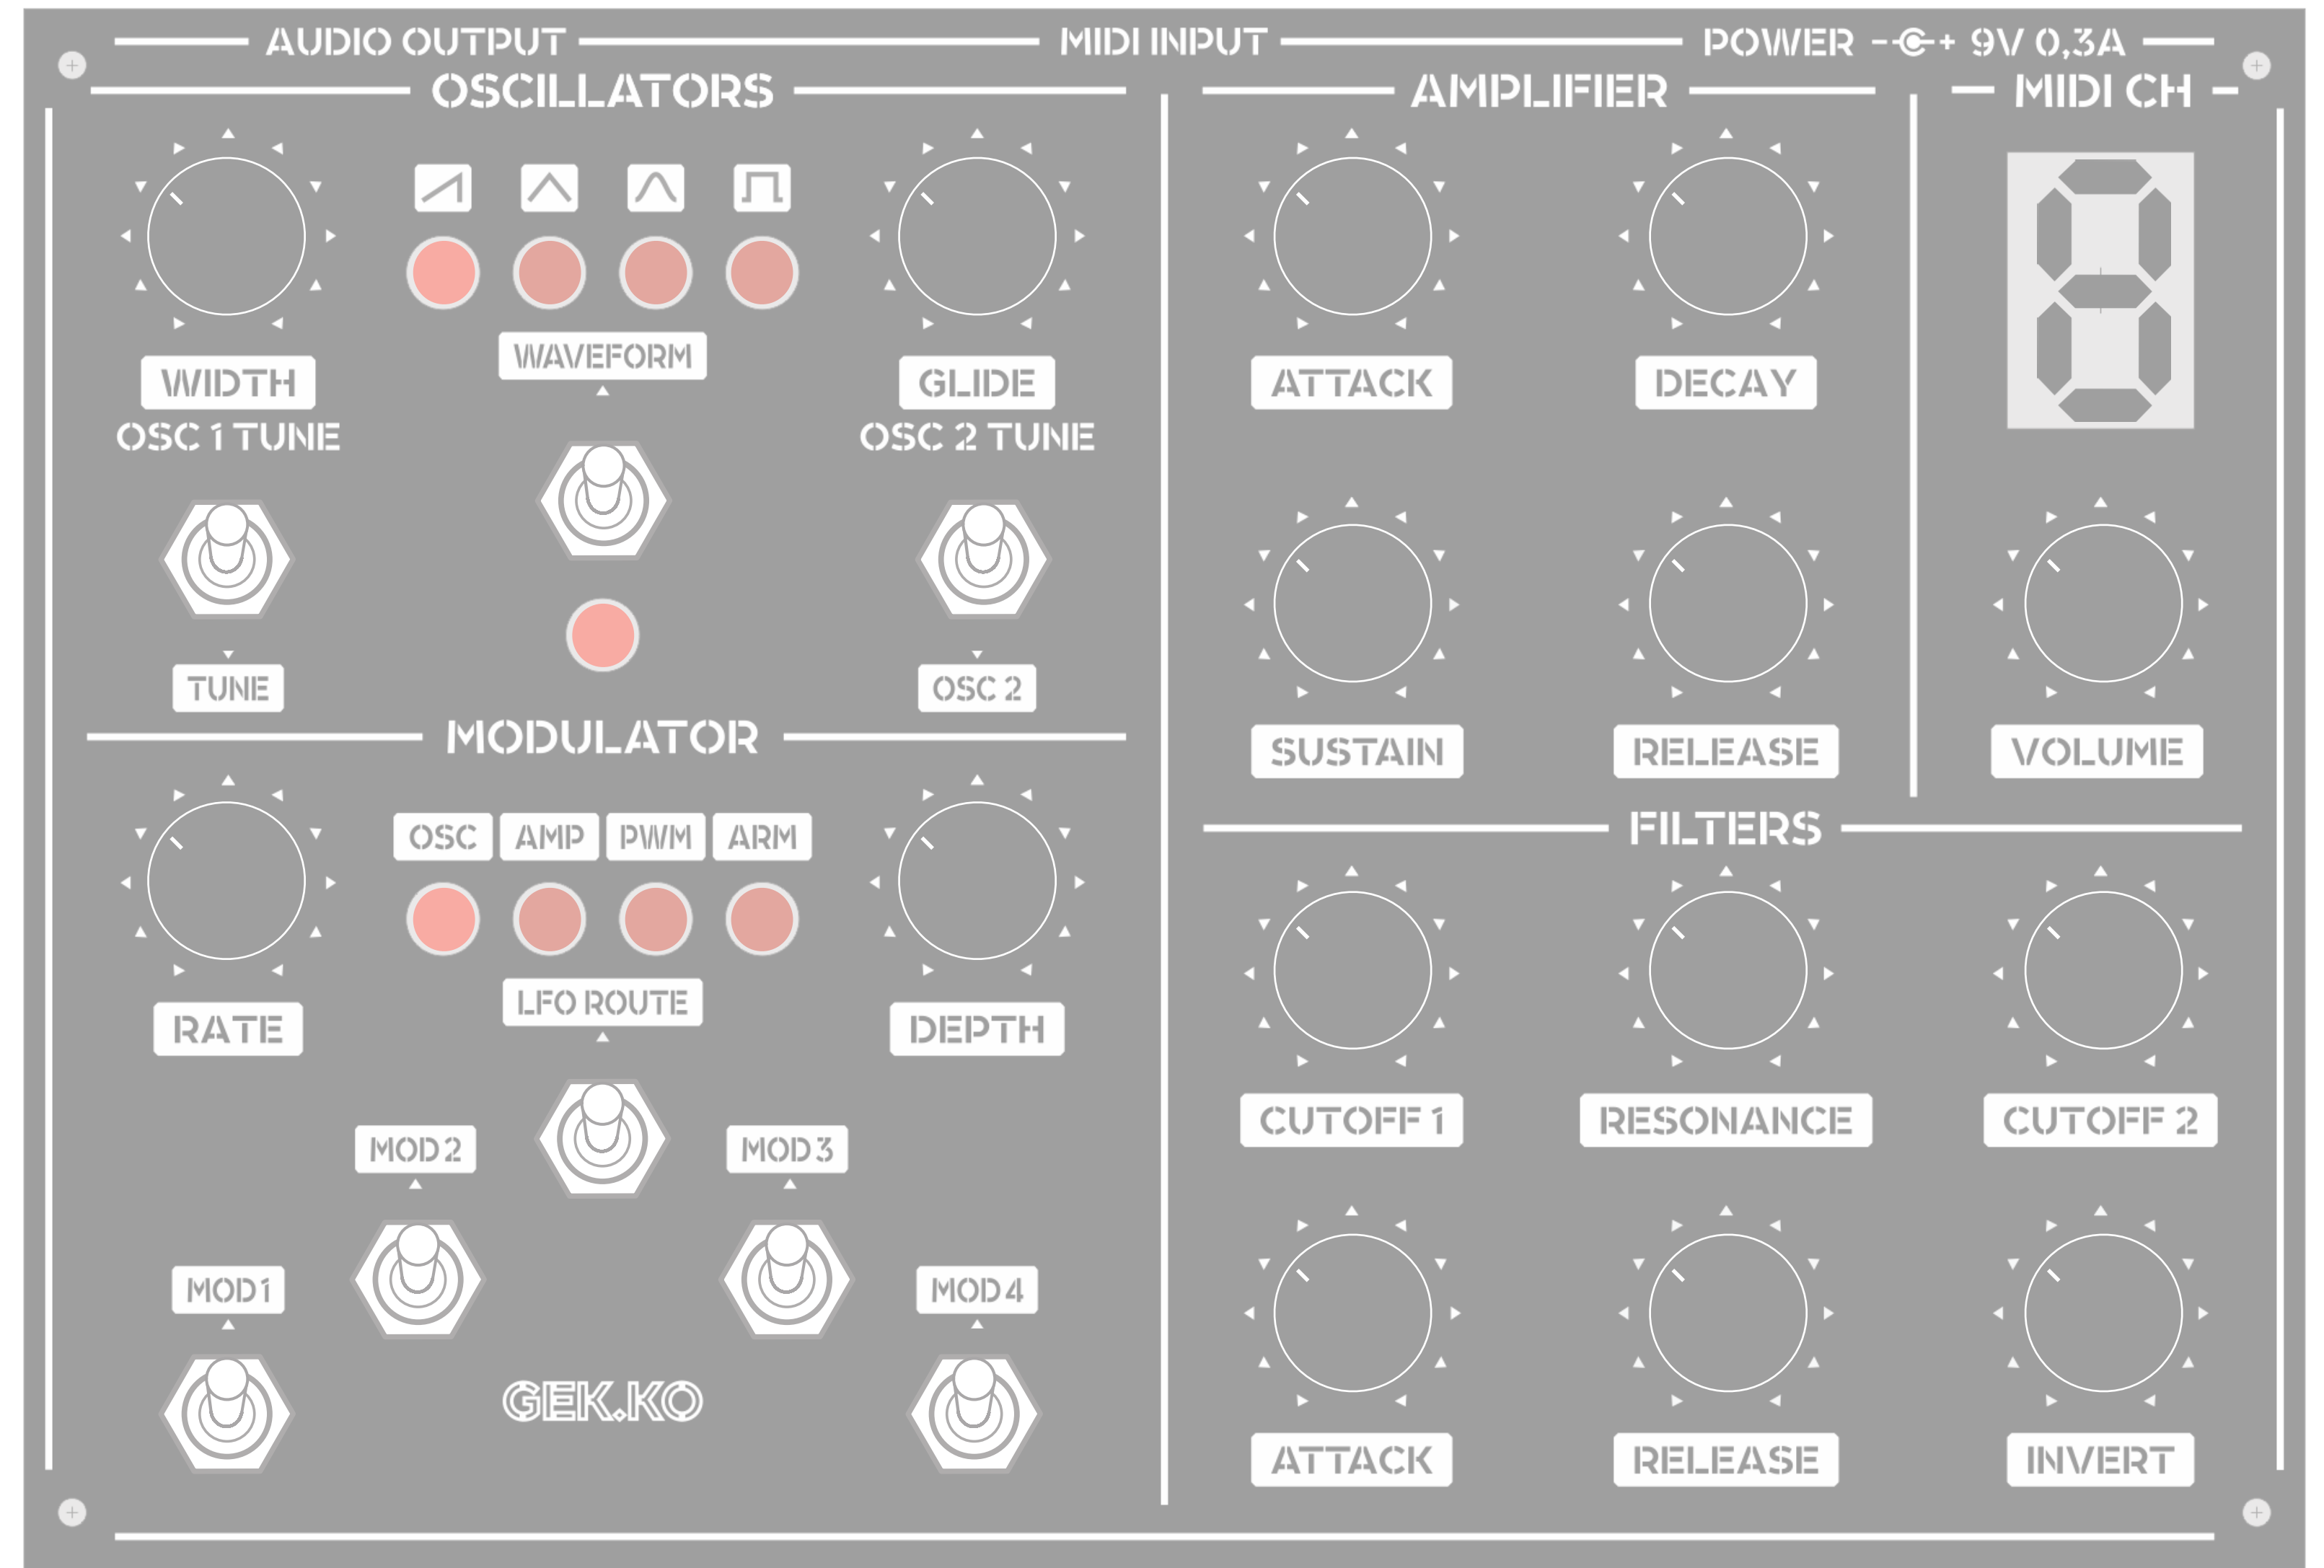 AUDIO OUTPUT
MIDI INPUT
POWER - + 9V 0,3A
OSCILLATORS
WAVEFORM
WIDTH
GLIDE
OSC 1 TUNE
OSC 2 TUNE
TUNE
OSC 2
MODULATOR
OSC
AMP
PWM
ARM
LFO ROUTE
RATE
DEPTH
MOD 2
MOD 3
MOD 1
MOD 4
GEK.KO
AMPLIFIER
ATTACK
DECAY
SUSTAIN
RELEASE
MIDI CH
8
VOLUME
FILTERS
CUTOFF 1
RESONANCE
CUTOFF 2
ATTACK
RELEASE
INVERT